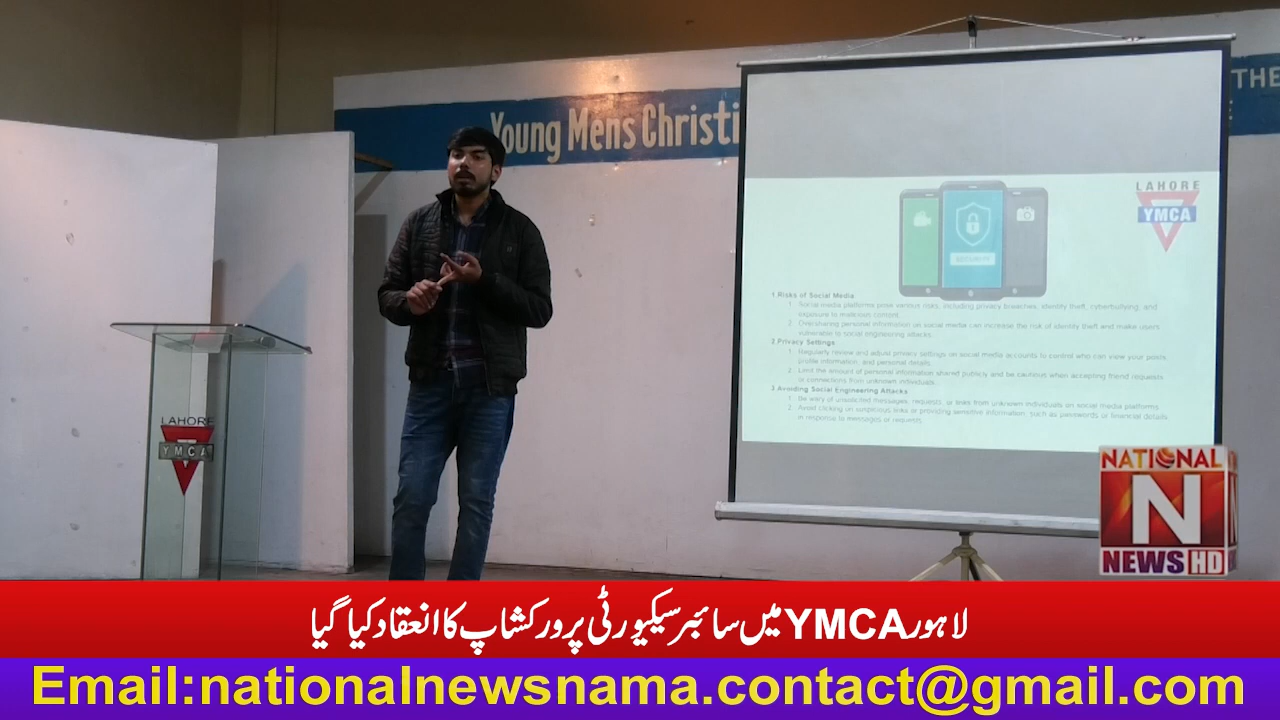 THE
Young Mens Christi
LAHORE
YMCA
SECURITY
1.Risks of Social Media
1. Social media platforms pose various risks, including privacy breaches, identity theft, cyberbullying, and
exposure to malicious content.
2. Oversharing personal information on social media can increase the risk of identity theft and make users
vulnerable to social engineering attacks.
2.Privacy Settings
1. Regularly review and adjust privacy settings on social media accounts to control who can view your posts,
profile information, and personal details.
2. Limit the amount of personal information shared publicly and be cautious when accepting friend requests
or connections from unknown individuals.
3.Avoiding Social Engineering Attacks
1. Be wary of unsolicited messages, requests, or links from unknown individuals on social media platforms.
2. Avoid clicking on suspicious links or providing sensitive information, such as passwords or financial details
in response to messages or requests.
LAHORE
YMCA
NATIONAL
N
NEWS HD
لاہور YMCA میں سائبر سیکیورٹی پر ورکشاپ کا انعقاد کیا گیا
Email:nationalnewsnama.contact@gmail.com